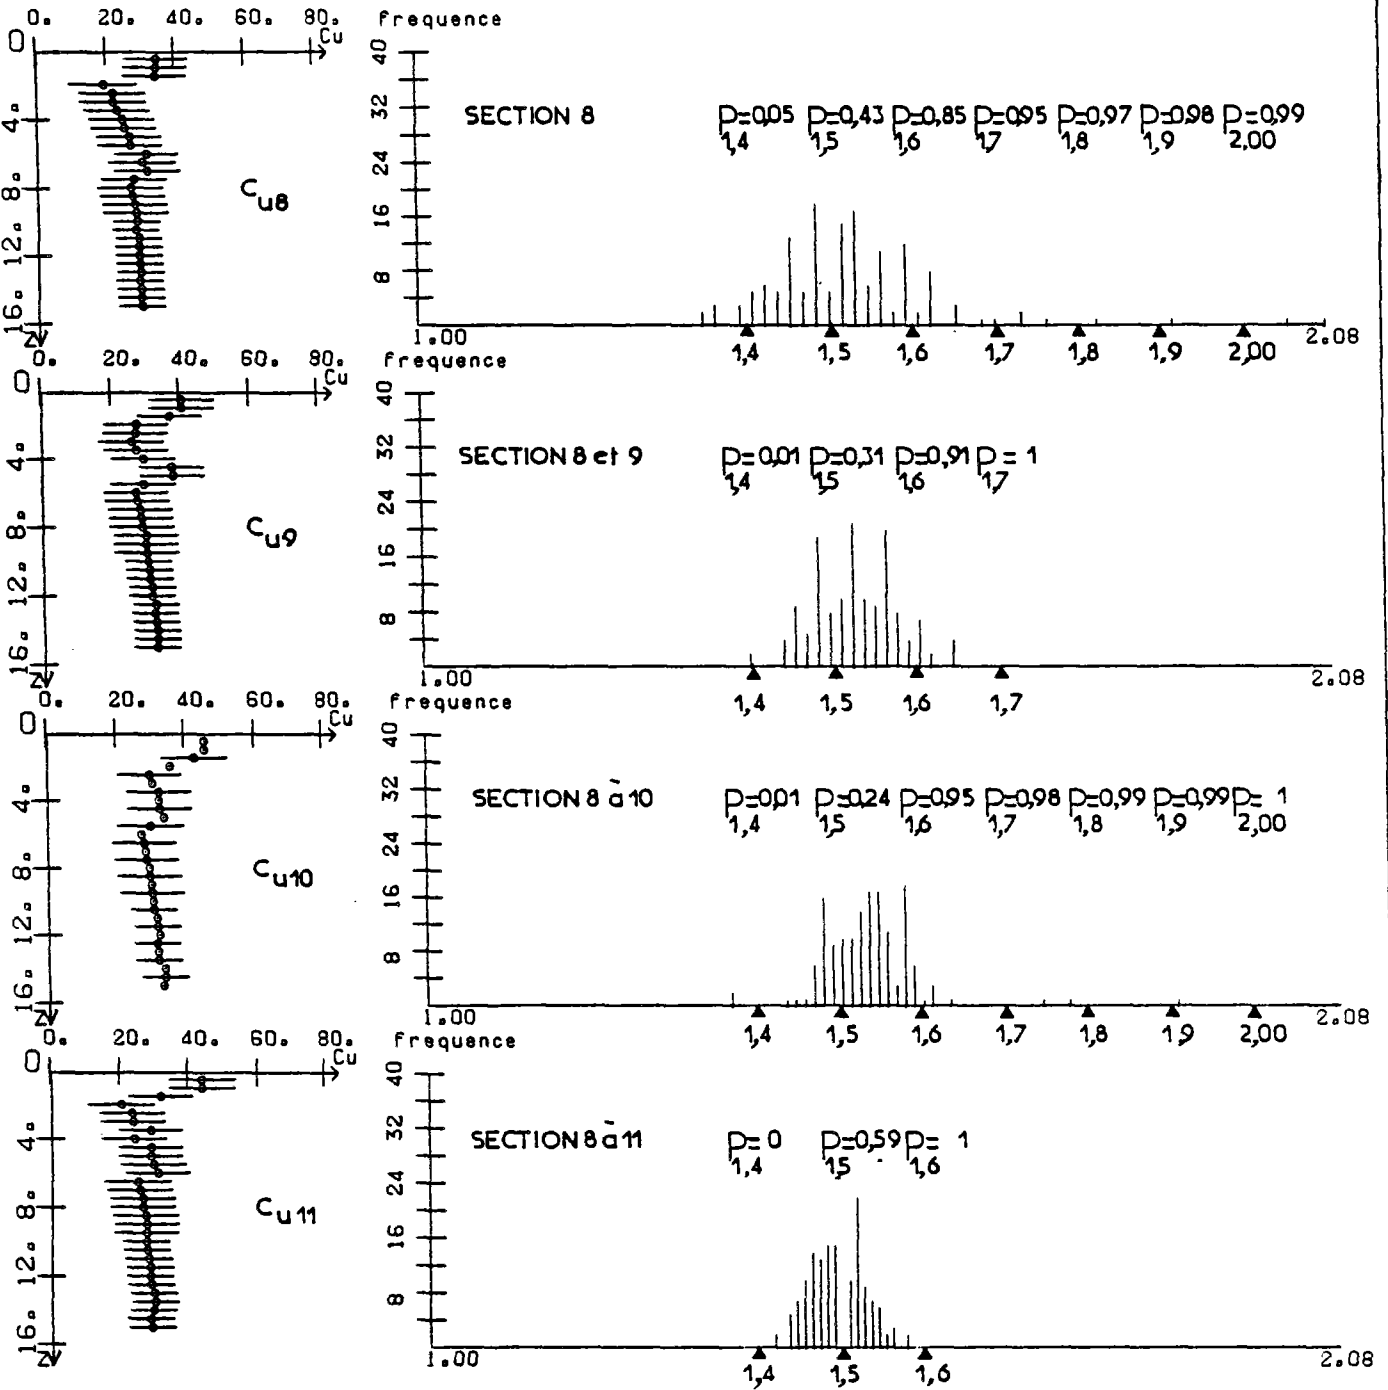 0. 20. 40. 60. 80. Cu
0 4. 8. 12. 16. Z
Cu8
frequence
40 32 24 16 8
SECTION 8
P=0,05 P=0,43 P=0,85 P=0,95 P=0,97 P=0,98 P=0,99
1,4 1,5 1,6 1,7 1,8 1,9 2,00
1.00 2.08
1,4 1,5 1,6 1,7 1,8 1,9 2,00
0. 20. 40. 60. 80. Cu
0 4. 8. 12. 16. Z
Cu9
frequence
40 32 24 16 8
SECTION 8 et 9
P=0,01 P=0,31 P=0,91 P= 1
1,4 1,5 1,6 1,7
1.00 2.08
1,4 1,5 1,6 1,7
0. 20. 40. 60. 80. Cu
0 4. 8. 12. 16. Z
Cu10
frequence
40 32 24 16 8
SECTION 8 à 10
P=0,01 P=0,24 P=0,95 P=0,98 P=0,99 P=0,99 P= 1
1,4 1,5 1,6 1,7 1,8 1,9 2,00
1.00 2.08
1,4 1,5 1,6 1,7 1,8 1,9 2,00
0. 20. 40. 60. 80. Cu
0 4. 8. 12. 16. Z
Cu11
frequence
40 32 24 16 8
SECTION 8 à 11
P= 0 P=0,59 P= 1
1,4 1,5 1,6
1.00 2.08
1,4 1,5 1,6